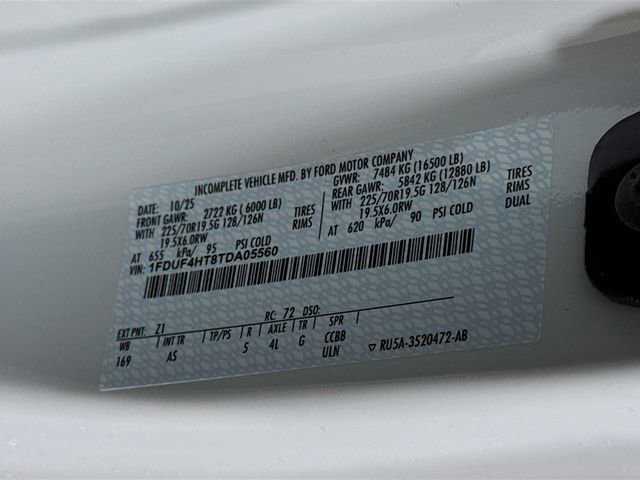 INCOMPLETE VEHICLE MFD. BY FORD MOTOR COMPANY
DATE: 10/25 GVWR: 7484 KG (16500 LB)
FRONT GAWR: 2722 KG (6000 LB) REAR GAWR: 5842 KG (12880 LB)
WITH 225/70R19.5G 128/126N TIRES WITH 225/70R19.5G 128/126N TIRES
19.5X6.0RW RIMS 19.5X6.0RW RIMS
AT 655 kPa/ 95 PSI COLD AT 620 kPa/ 90 PSI COLD DUAL
VIN: 1FDUF4HT8TDA05560
EXT PNT: Z1 RC: 72 DSO:
WB INT TR TP/PS R AXLE TR SPR
169 AS 5 4L G CCBB
ULN ▽ RU5A-3520472-AB